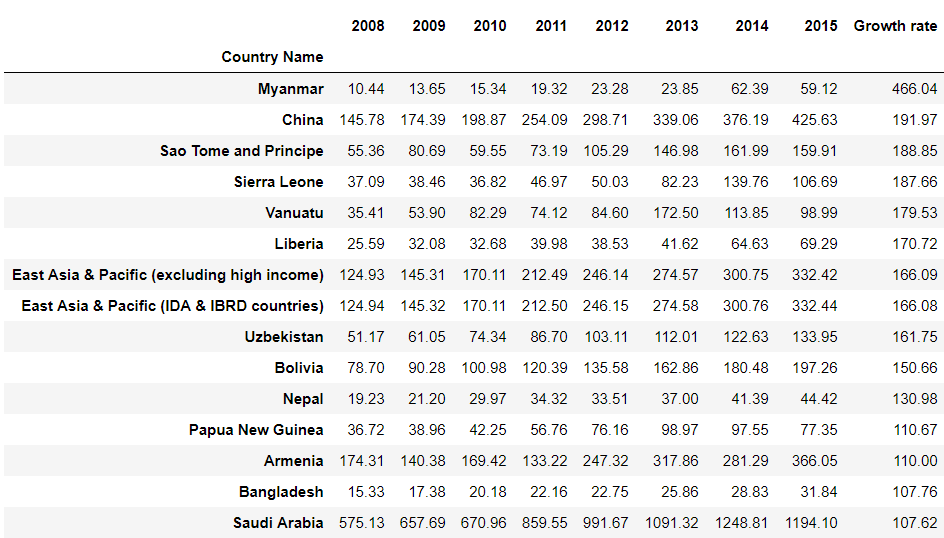 2008 2009 2010 2011 2012 2013 2014 2015 Growth rate
Country Name
Myanmar 10.44 13.65 15.34 19.32 23.28 23.85 62.39 59.12 466.04
China 145.78 174.39 198.87 254.09 298.71 339.06 376.19 425.63 191.97
Sao Tome and Principe 55.36 80.69 59.55 73.19 105.29 146.98 161.99 159.91 188.85
Sierra Leone 37.09 38.46 36.82 46.97 50.03 82.23 139.76 106.69 187.66
Vanuatu 35.41 53.90 82.29 74.12 84.60 172.50 113.85 98.99 179.53
Liberia 25.59 32.08 32.68 39.98 38.53 41.62 64.63 69.29 170.72
East Asia & Pacific (excluding high income) 124.93 145.31 170.11 212.49 246.14 274.57 300.75 332.42 166.09
East Asia & Pacific (IDA & IBRD countries) 124.94 145.32 170.11 212.50 246.15 274.58 300.76 332.44 166.08
Uzbekistan 51.17 61.05 74.34 86.70 103.11 112.01 122.63 133.95 161.75
Bolivia 78.70 90.28 100.98 120.39 135.58 162.86 180.48 197.26 150.66
Nepal 19.23 21.20 29.97 34.32 33.51 37.00 41.39 44.42 130.98
Papua New Guinea 36.72 38.96 42.25 56.76 76.16 98.97 97.55 77.35 110.67
Armenia 174.31 140.38 169.42 133.22 247.32 317.86 281.29 366.05 110.00
Bangladesh 15.33 17.38 20.18 22.16 22.75 25.86 28.83 31.84 107.76
Saudi Arabia 575.13 657.69 670.96 859.55 991.67 1091.32 1248.81 1194.10 107.62